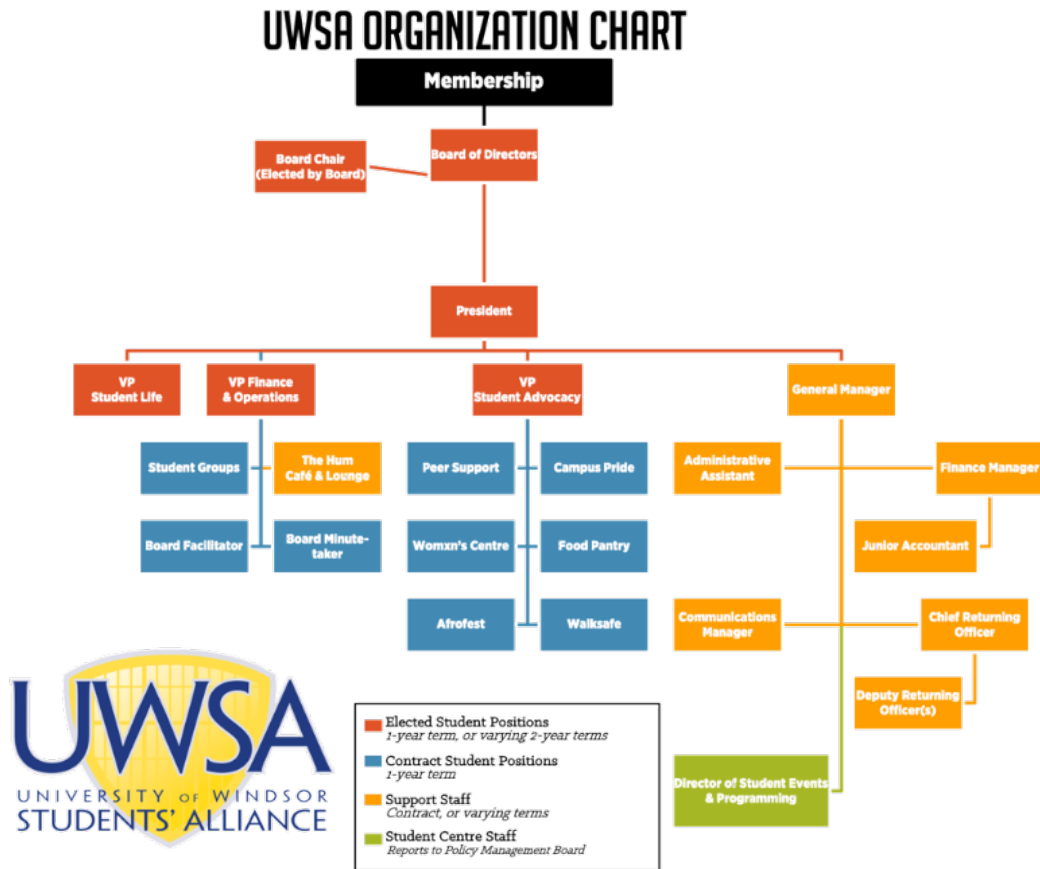 UWSA ORGANIZATION CHART
Membership
Board of Directors
Board Chair
(Elected by Board)
President
VP
Student Life
VP Finance
& Operations
VP
Student Advocacy
General Manager
Student Groups
The Hum
Café & Lounge
Peer Support
Campus Pride
Administrative
Assistant
Finance Manager
Board Facilitator
Board Minute-
taker
Womxn's Centre
Food Pantry
Junior Accountant
Afrofest
Walksafe
Communications
Manager
Chief Returning
Officer
Deputy Returning
Officer(s)
Director of Student Events
& Programming
UWSA
UNIVERSITY OF WINDSOR
STUDENTS' ALLIANCE
Elected Student Positions
1-year term, or varying 2-year terms
Contract Student Positions
1-year term
Support Staff
Contract, or varying terms
Student Centre Staff
Reports to Policy Management Board